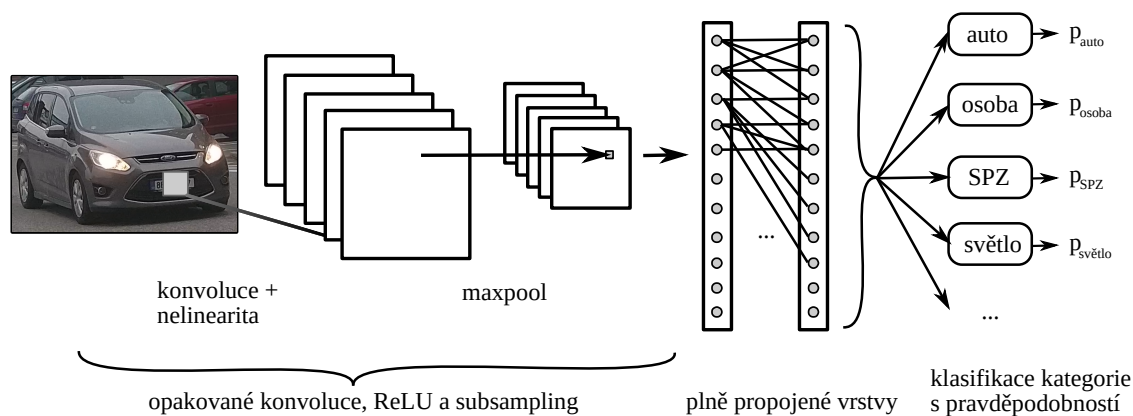 auto
p_auto
osoba
p_osoba
SPZ
p_SPZ
světlo
p_světlo
...
...
konvoluce +
nelinearita
maxpool
opakované konvoluce, ReLU a subsampling
plně propojené vrstvy
klasifikace kategorie
s pravděpodobností